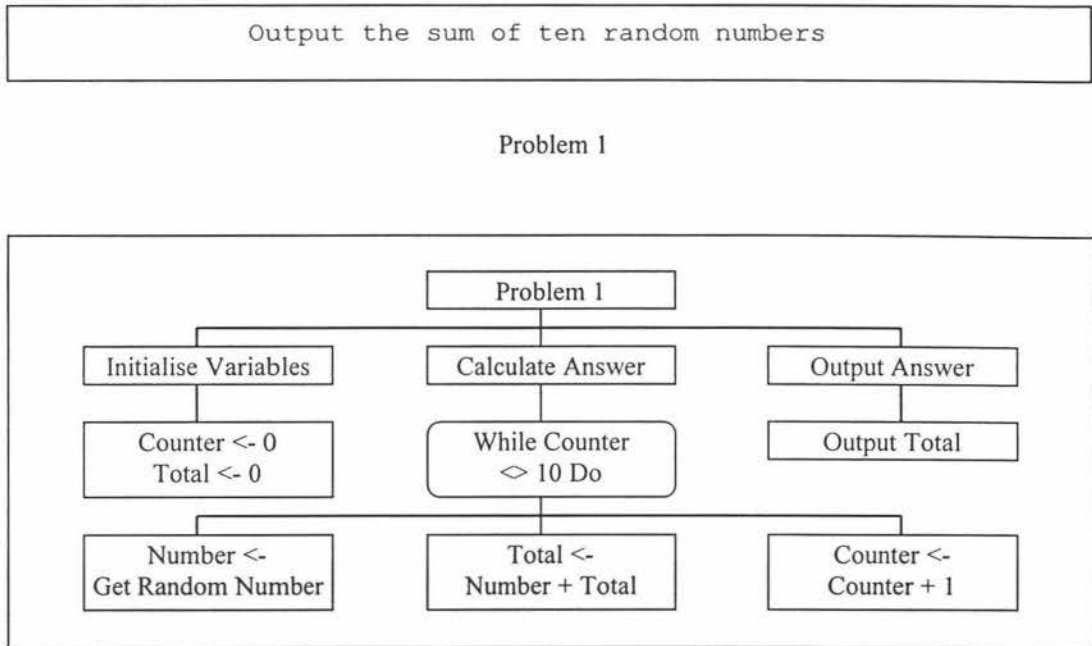 Output the sum of ten random numbers
Problem 1
Problem 1
Initialise Variables
Calculate Answer
Output Answer
Counter <- 0
Total <- 0
While Counter
<> 10 Do
Output Total
Number <-
Get Random Number
Total <-
Number + Total
Counter <-
Counter + 1